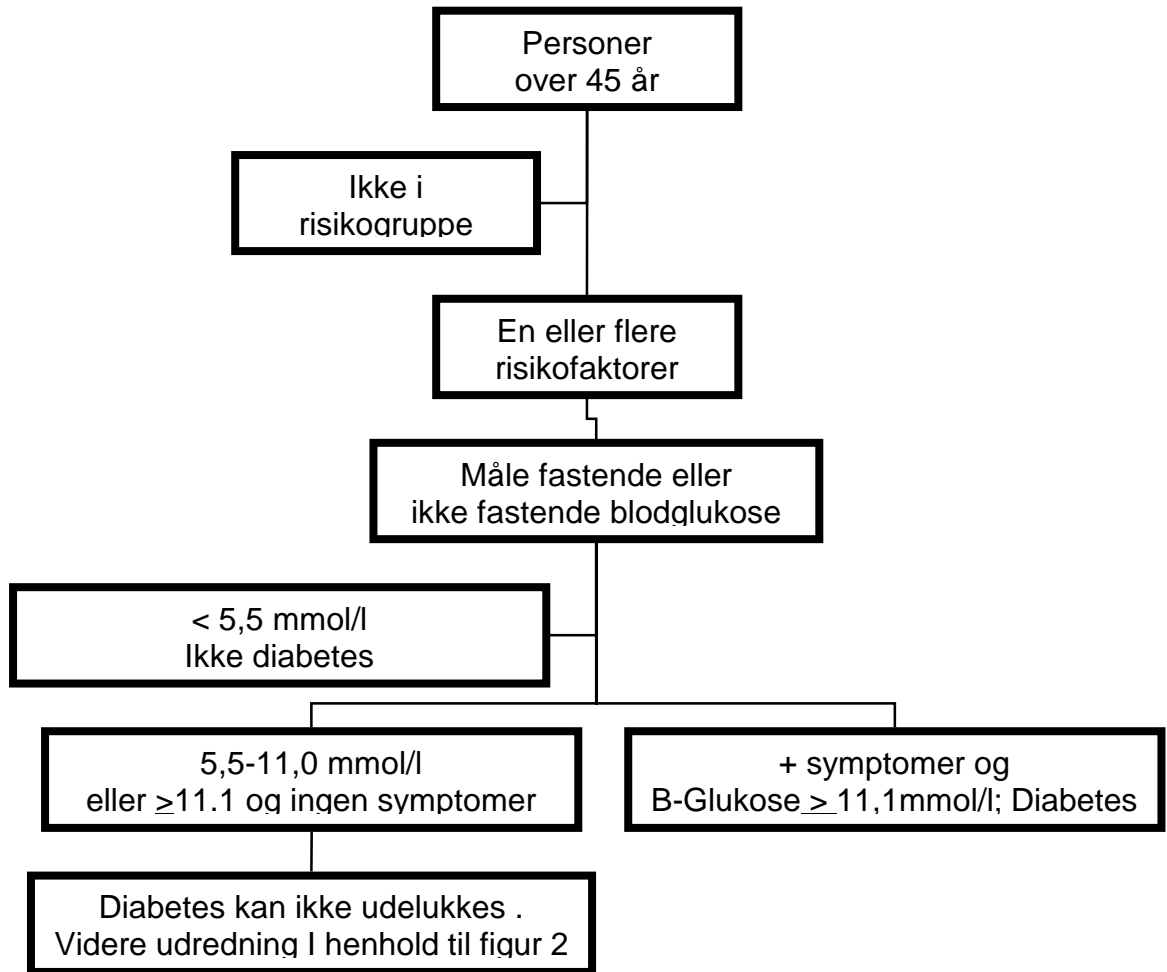 Personer
over 45 år
Ikke i
risikogruppe
En eller flere
risikofaktorer
Måle fastende eller
ikke fastende blodglukose
< 5,5 mmol/l
Ikke diabetes
5,5-11,0 mmol/l
eller ≥11.1 og ingen symptomer
+ symptomer og
B-Glukose ≥ 11,1mmol/l; Diabetes
Diabetes kan ikke udelukkes .
Videre udredning I henhold til figur 2